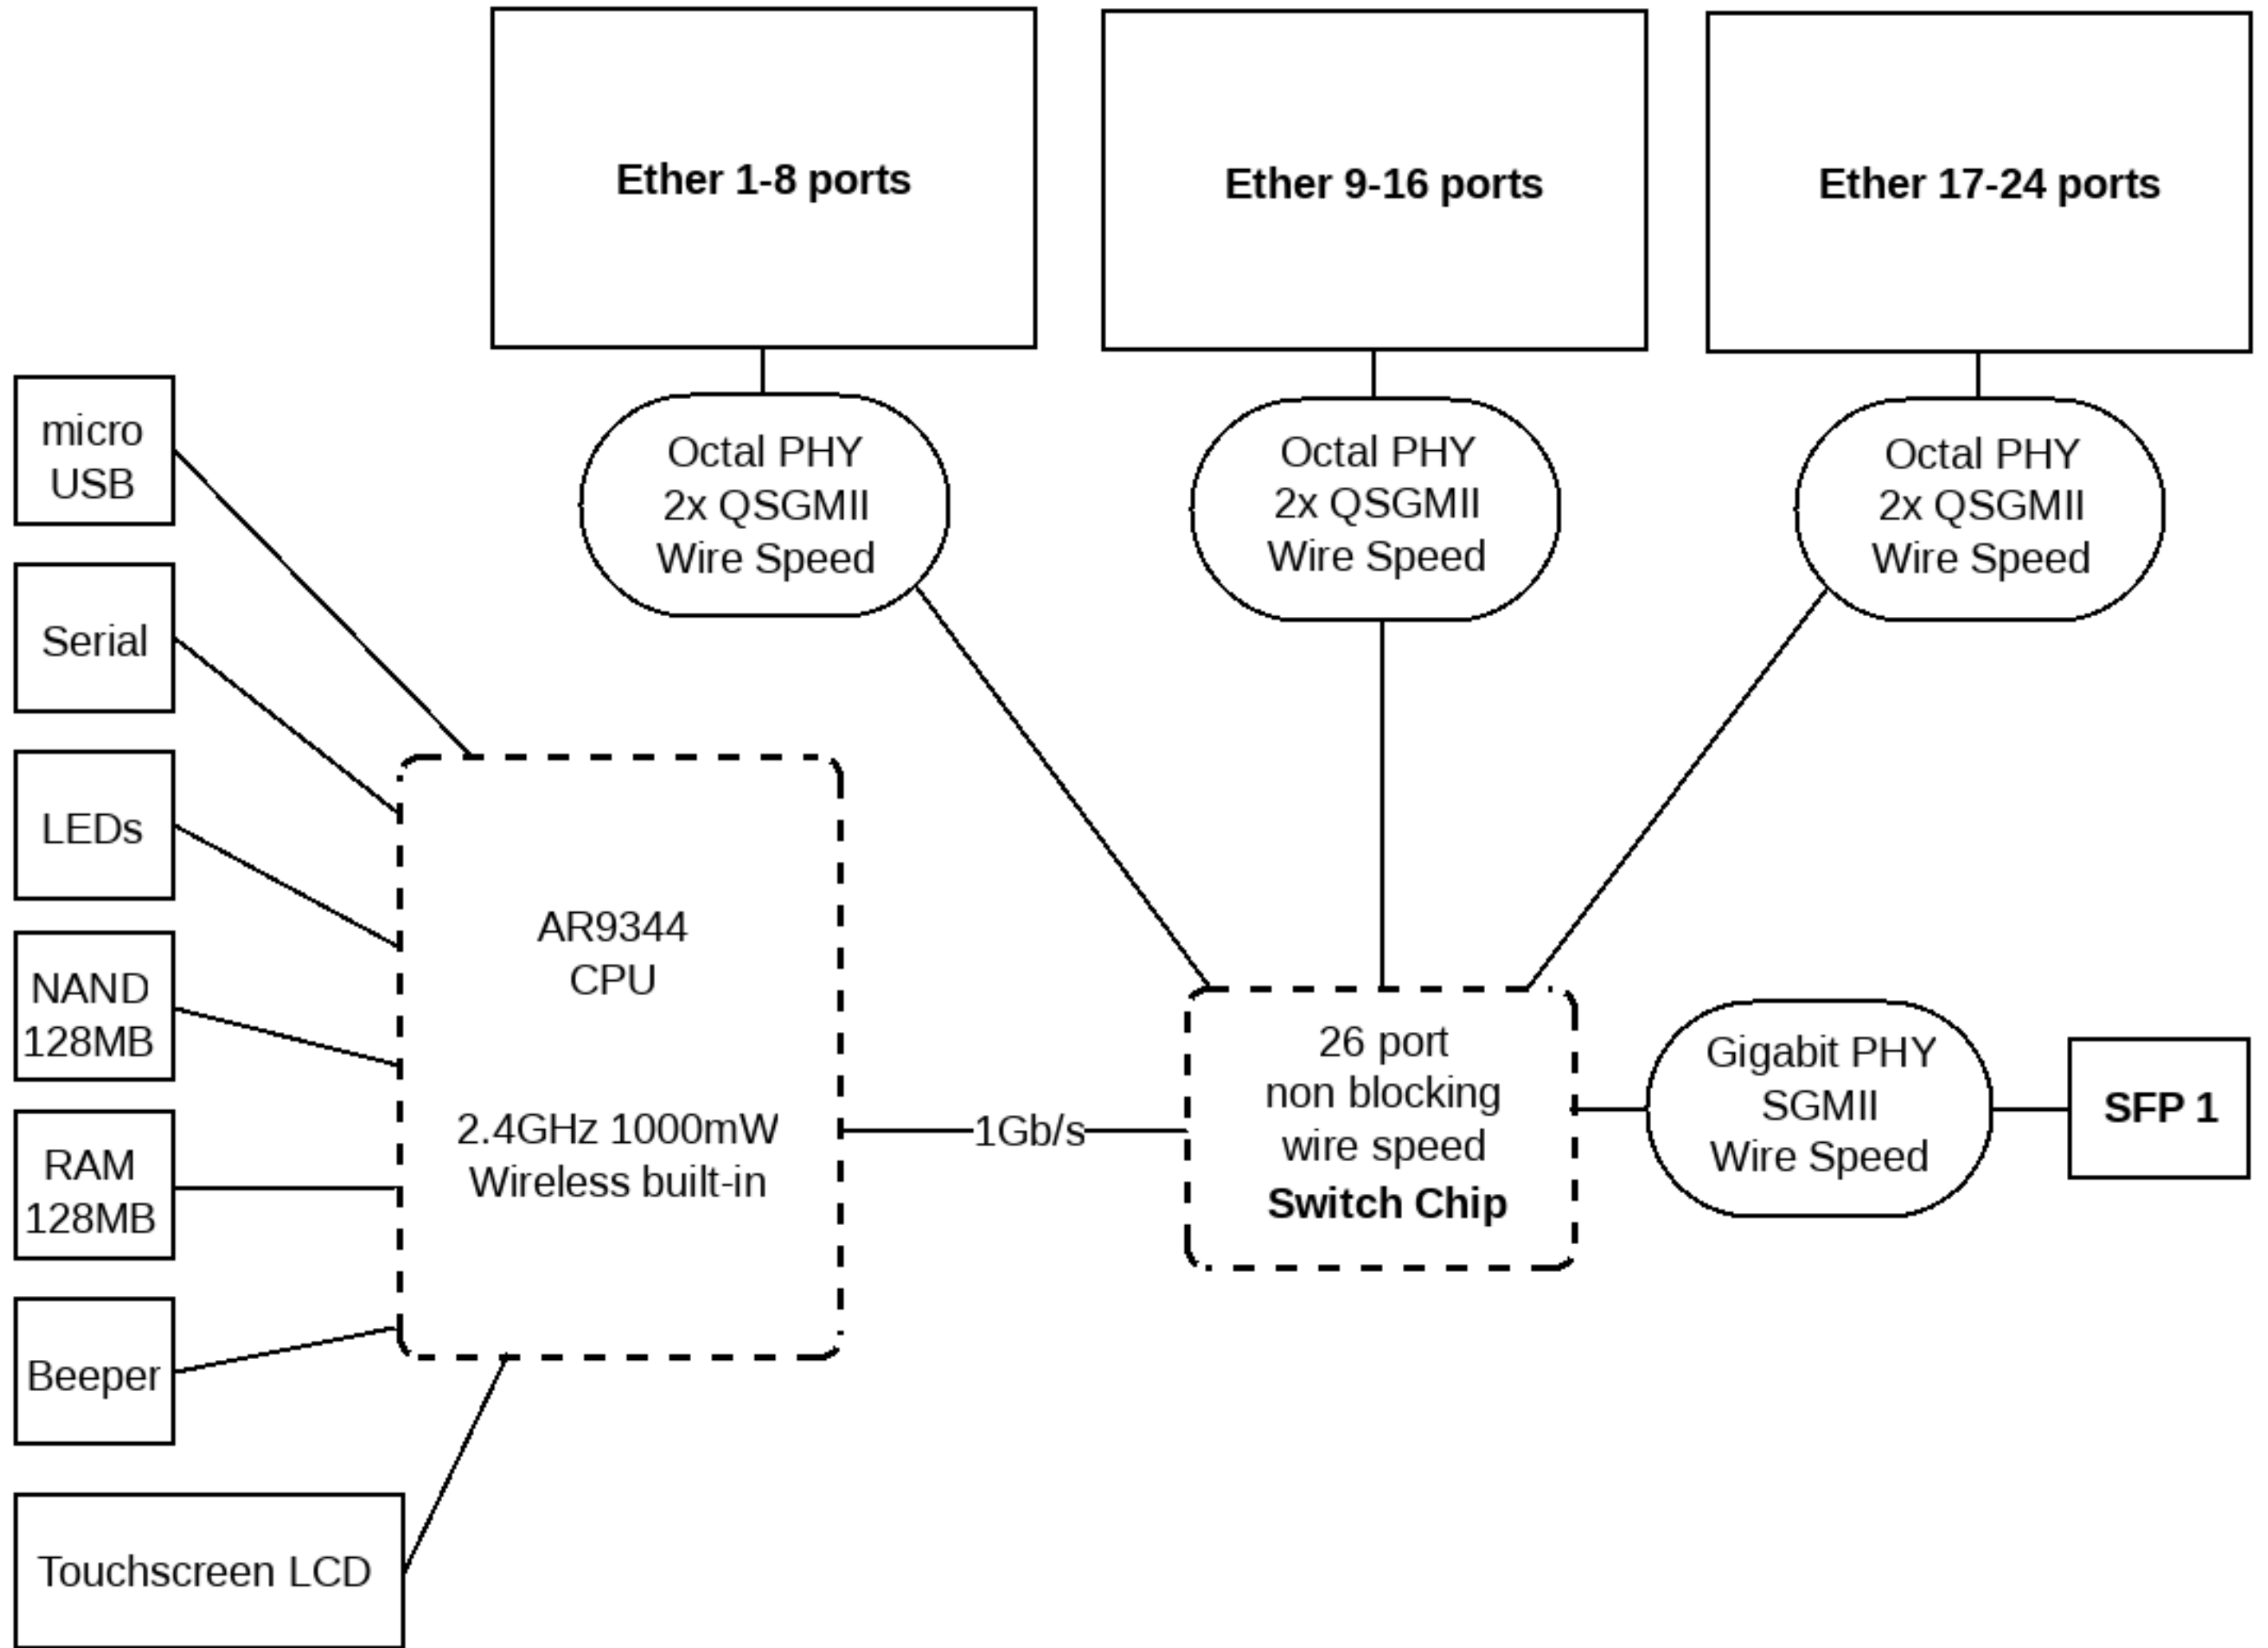 Ether 1-8 ports
Ether 9-16 ports
Ether 17-24 ports
micro
USB
Octal PHY
2x QSGMII
Wire Speed
Octal PHY
2x QSGMII
Wire Speed
Octal PHY
2x QSGMII
Wire Speed
Serial
LEDs
NAND
128MB
RAM
128MB
Beeper
Touchscreen LCD
AR9344
CPU
2.4GHz 1000mW
Wireless built-in
1Gb/s
26 port
non blocking
wire speed
Switch Chip
Gigabit PHY
SGMII
Wire Speed
SFP 1